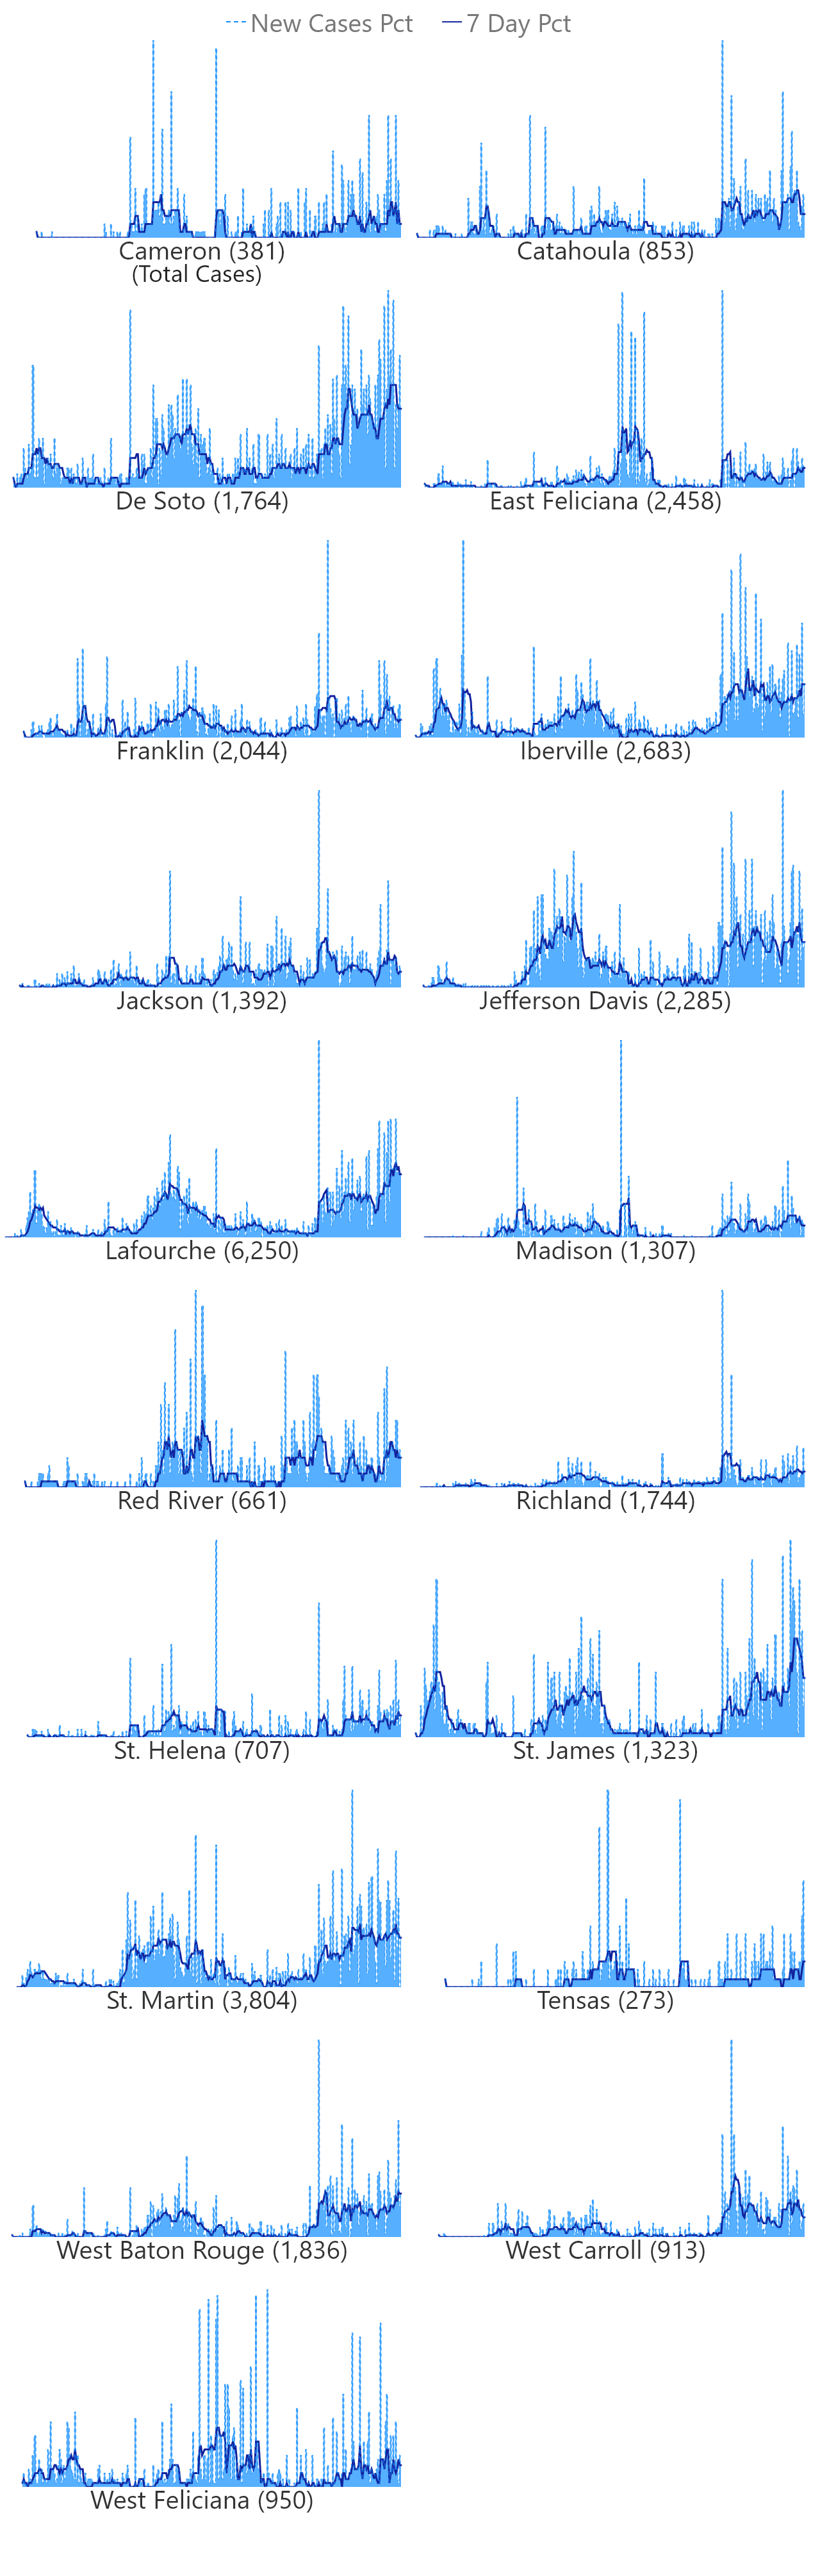 New Cases Pct 7 Day Pct
Cameron (381) Catahoula (853)
(Total Cases)
De Soto (1,764) East Feliciana (2,458)
Franklin (2,044) Iberville (2,683)
Jackson (1,392) Jefferson Davis (2,285)
Lafourche (6,250) Madison (1,307)
Red River (661) Richland (1,744)
St. Helena (707) St. James (1,323)
St. Martin (3,804) Tensas (273)
West Baton Rouge (1,836) West Carroll (913)
West Feliciana (950)